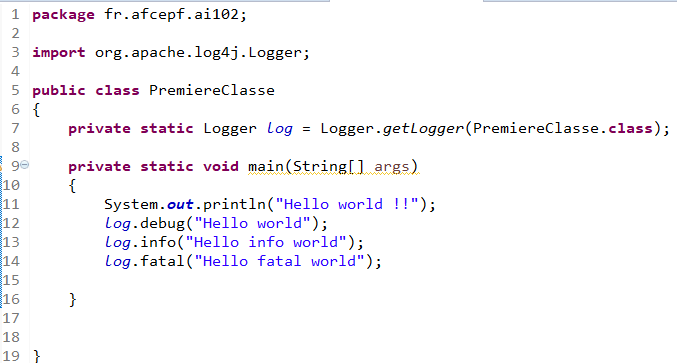 1 package fr.afcepf.ai102;
2
3 import org.apache.log4j.Logger;
4
5 public class PremiereClasse
6 {
7     private static Logger log = Logger.getLogger(PremiereClasse.class);
8
9     private static void main(String[] args)
10     {
11         System.out.println("Hello world !!");
12         log.debug("Hello world");
13         log.info("Hello info world");
14         log.fatal("Hello fatal world");
15
16     }
17
18
19 }